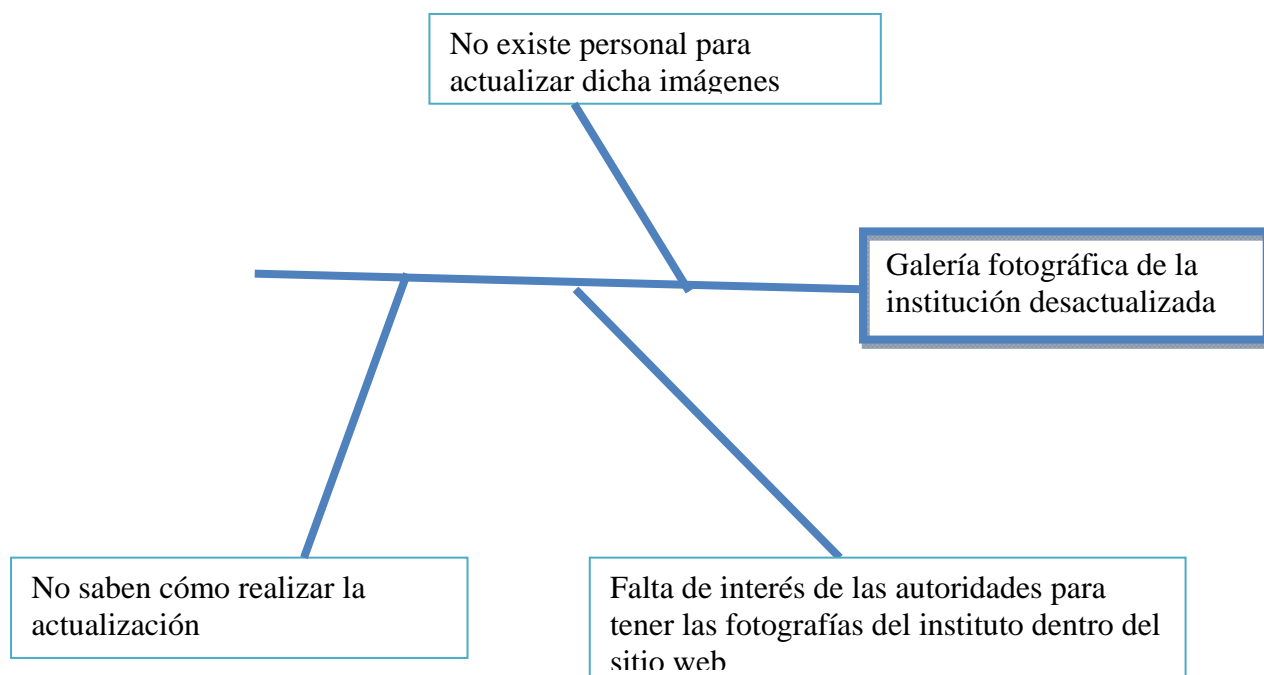 No existe personal para
actualizar dicha imágenes
Galería fotográfica de la
institución desactualizada
No saben cómo realizar la
actualización
Falta de interés de las autoridades para
tener las fotografías del instituto dentro del
sitio web